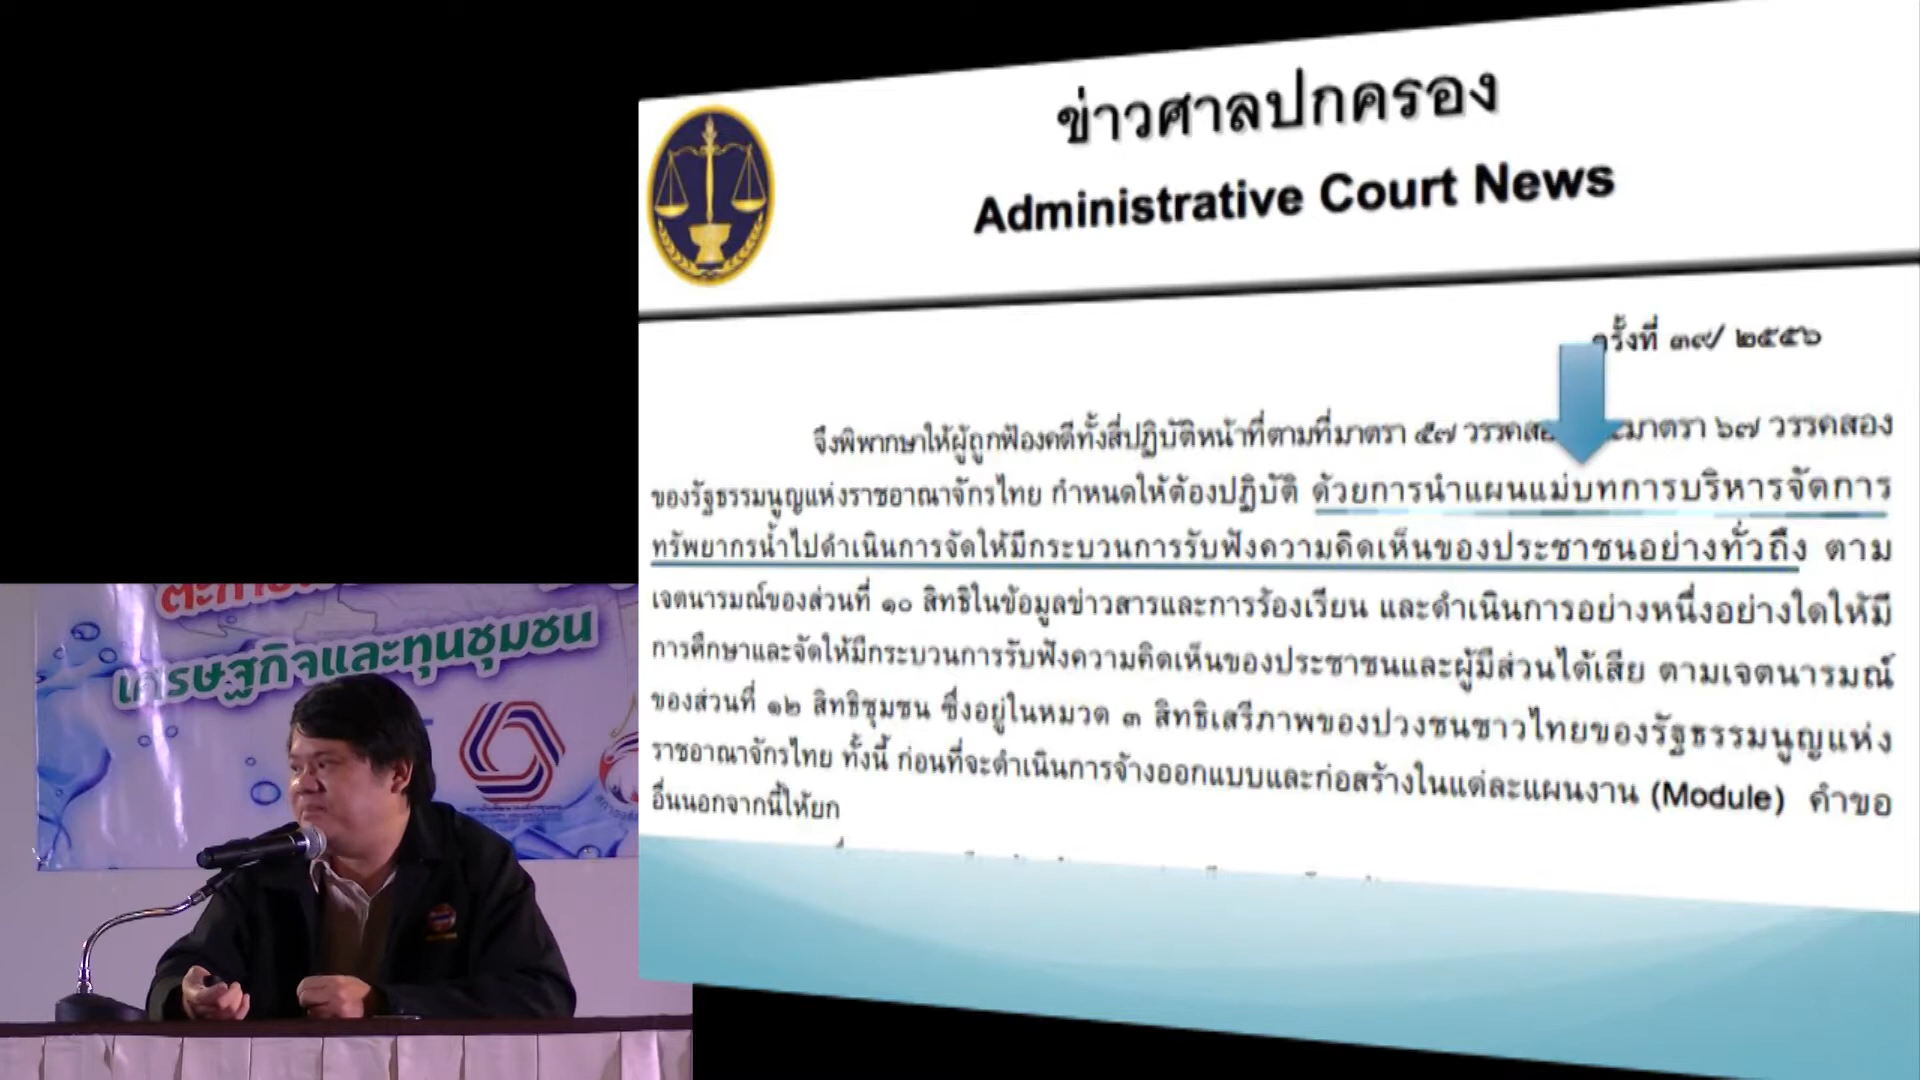 ข่าวศาลปกครอง
Administrative Court News
ครั้งที่ ๓๙/ ๒๕๕๖
จึงพิพากษาให้ผู้ถูกฟ้องคดีทั้งสี่ปฏิบัติหน้าที่ตามที่มาตรา ๕๗ วรรคสอ ะมาตรา ๖๗ วรรคสอง
ของรัฐธรรมนูญแห่งราชอาณาจักรไทย กำหนดให้ต้องปฏิบัติ ด้วยการนำแผนแม่บทการบริหารจัดการ
ทรัพยากรน้ำไปดำเนินการจัดให้มีกระบวนการรับฟังความคิดเห็นของประชาชนอย่างทั่วถึง ตาม
เจตนารมณ์ของส่วนที่ ๑๐ สิทธิในข้อมูลข่าวสารและการร้องเรียน และดำเนินการอย่างหนึ่งอย่างใดให้มี
การศึกษาและจัดให้มีกระบวนการรับฟังความคิดเห็นของประชาชนและผู้มีส่วนได้เสีย ตามเจตนารมณ์
ของส่วนที่ ๑๒ สิทธิชุมชน ซึ่งอยู่ในหมวด ๓ สิทธิเสรีภาพของปวงชนชาวไทยของรัฐธรรมนูญแห่ง
ราชอาณาจักรไทย ทั้งนี้ ก่อนที่จะดำเนินการจ้างออกแบบและก่อสร้างในแต่ละแผนงาน (Module) คำขอ
อื่นนอกจากนี้ให้ยก
เศรษฐกิจและทุนชุมชน